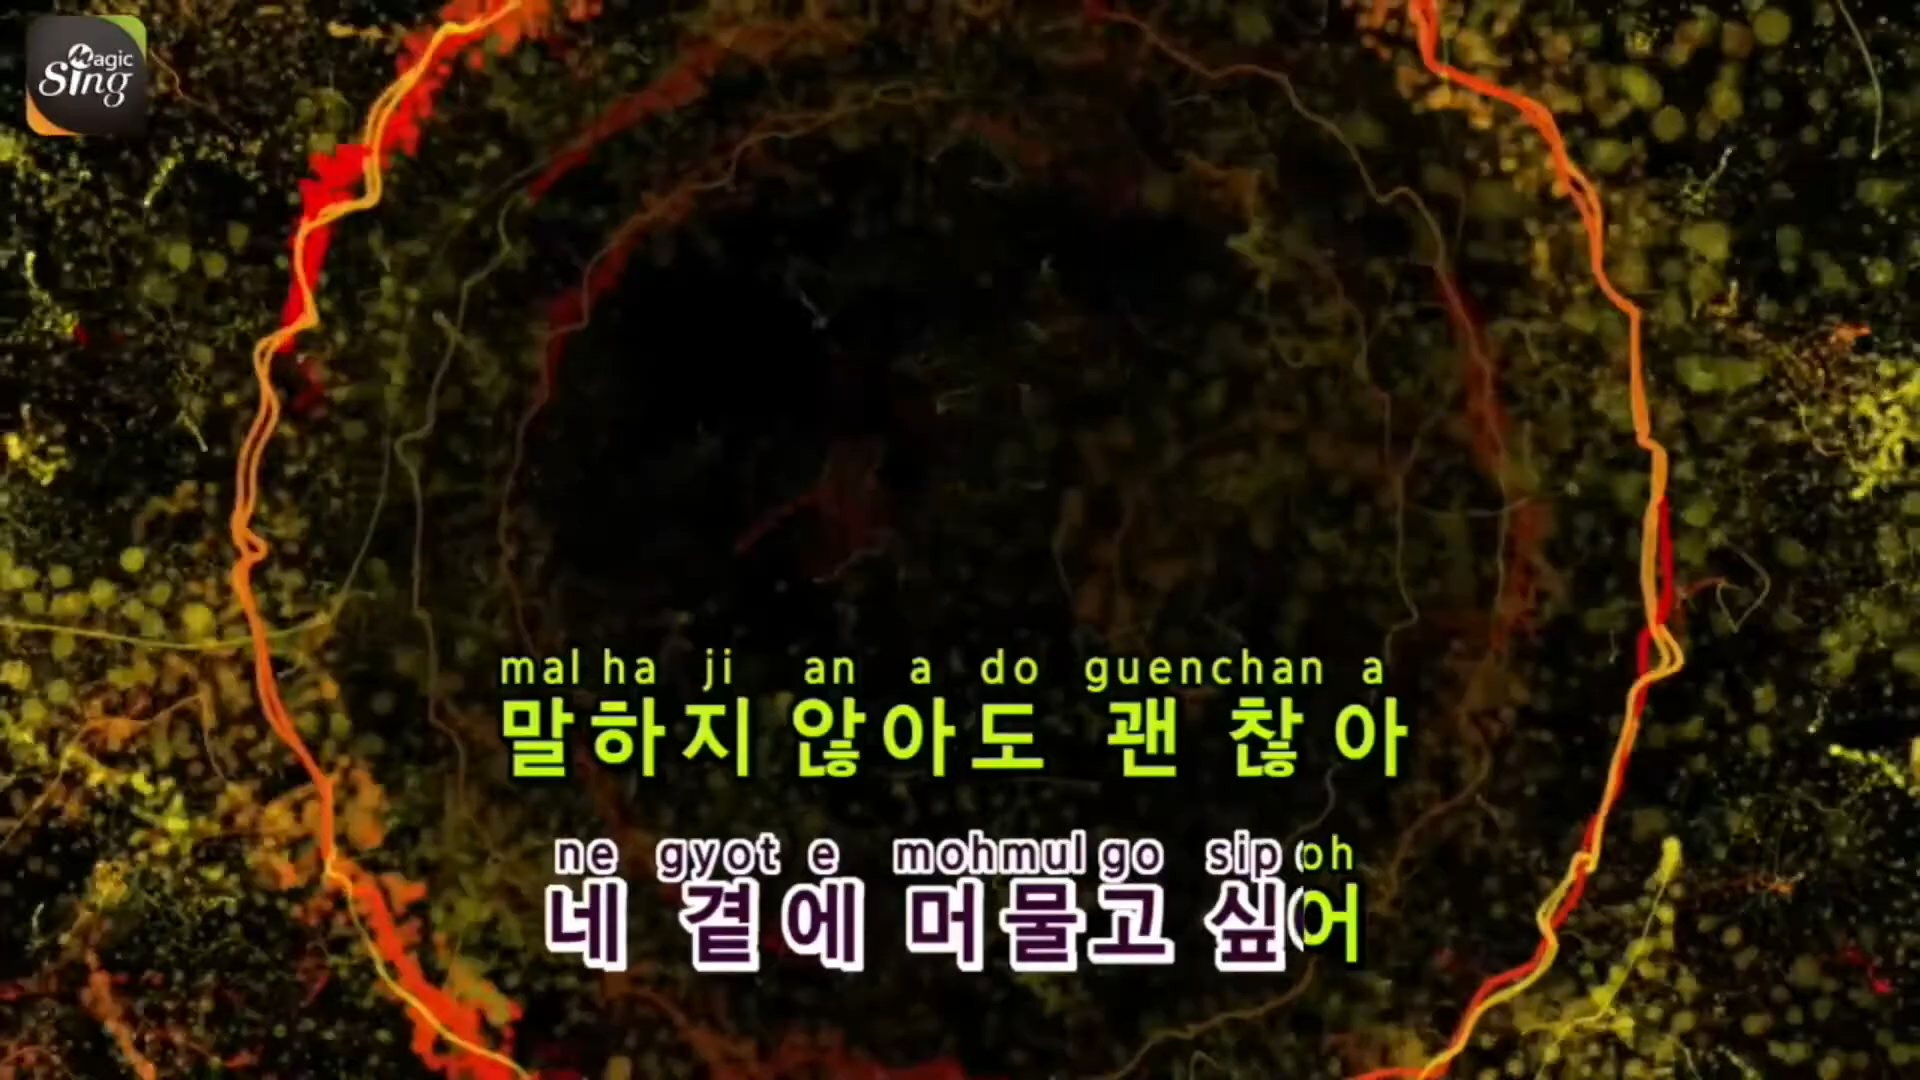 Magic
Sing
mal ha ji an a do guenchan a
말하지 않아도 괜찮아
ne gyot e mohmul go sip oh
네 곁에 머물고 싶어